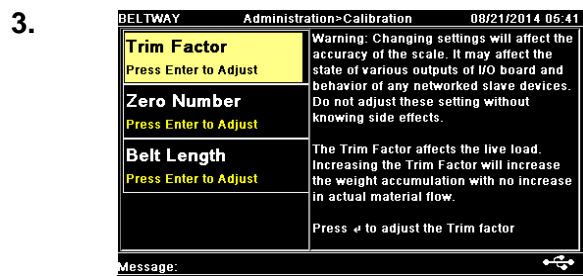 3.
BELTWAY Administration>Calibration 08/21/2014 05:41
Trim Factor
Press Enter to Adjust
Zero Number
Press Enter to Adjust
Belt Length
Press Enter to Adjust
Warning: Changing settings will affect the
accuracy of the scale. It may affect the
state of various outputs of I/O board and
behavior of any networked slave devices.
Do not adjust these setting without
knowing side effects.
The Trim Factor affects the live load.
Increasing the Trim Factor will increase
the weight accumulation with no increase
in actual material flow.
Press ↵ to adjust the Trim factor
Message: